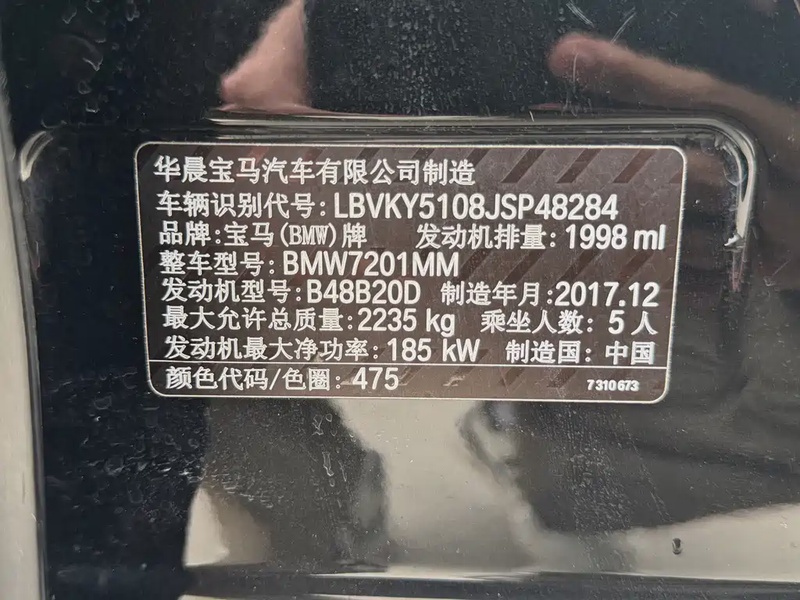 华晨宝马汽车有限公司制造
车辆识别代号:LBVKY5108JSP48284
品牌:宝马(BMW)牌 发动机排量:1998 ml
整车型号:BMW7201MM
发动机型号:B48B20D 制造年月:2017.12
最大允许总质量:2235 kg 乘坐人数: 5 人
发动机最大净功率:185 kW 制造国: 中国
颜色代码/色圈: 475 7310673